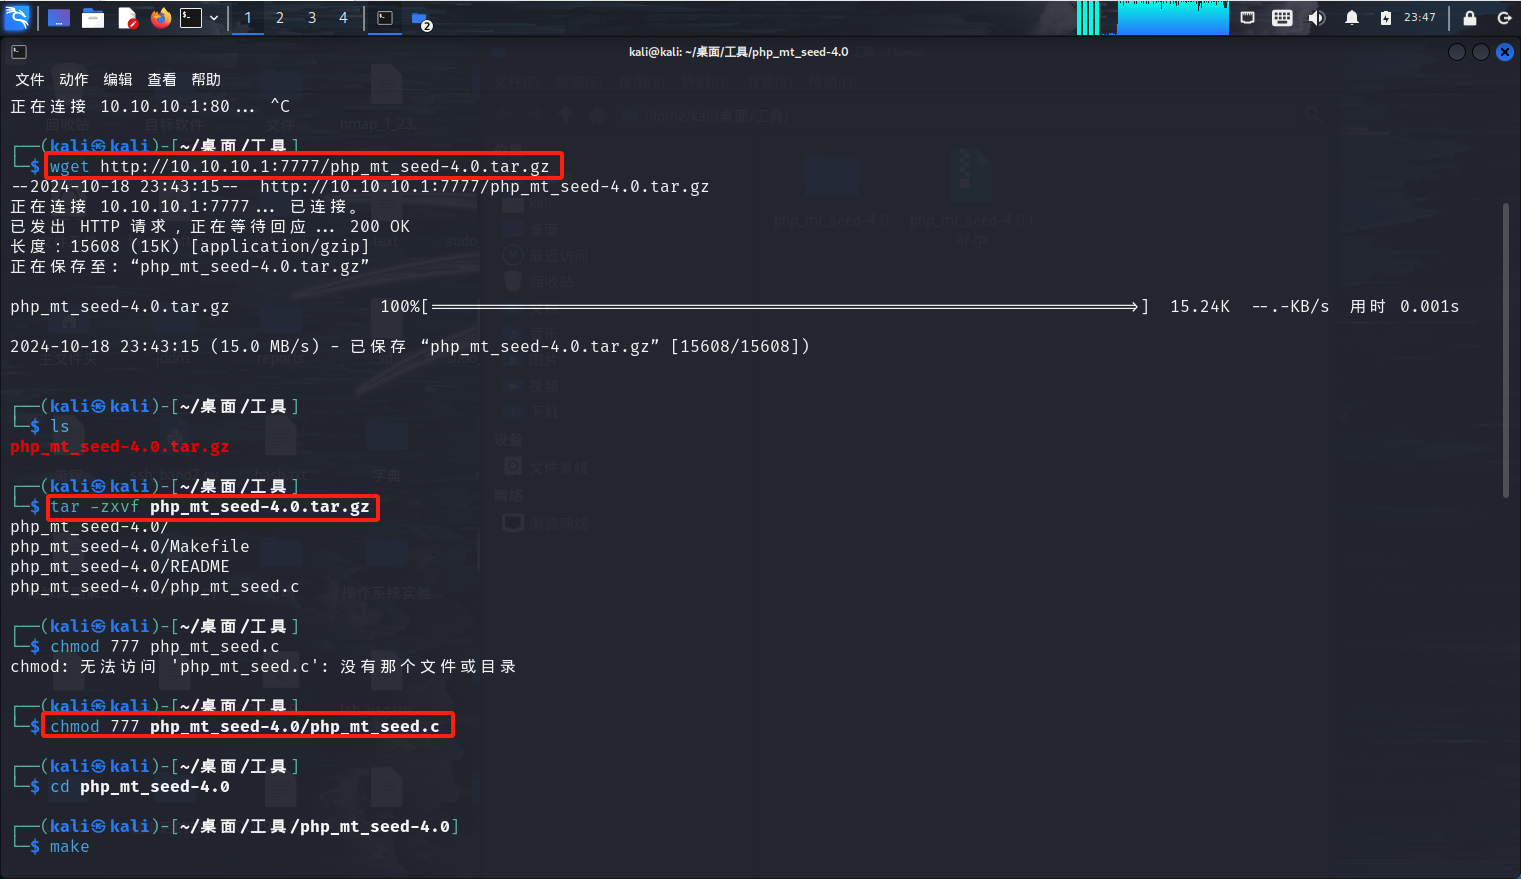 1 2 3 4 2 23:47
kali@kali: ~/桌面/工具/php_mt_seed-4.0
文件 动作 编辑 查看 帮助
正在连接 10.10.10.1:80... ^C
┌──(kali㉿kali)-[~/桌面/工具]
└─$ wget http://10.10.10.1:7777/php_mt_seed-4.0.tar.gz
--2024-10-18 23:43:15--  http://10.10.10.1:7777/php_mt_seed-4.0.tar.gz
正在连接 10.10.10.1:7777... 已连接。
已发出 HTTP 请求，正在等待回应... 200 OK
长度：15608 (15K) [application/gzip]
正在保存至: “php_mt_seed-4.0.tar.gz”
php_mt_seed-4.0.tar.gz 100%[===================================================================>] 15.24K --.-KB/s 用时 0.001s
2024-10-18 23:43:15 (15.0 MB/s) - 已保存 “php_mt_seed-4.0.tar.gz” [15608/15608])
┌──(kali㉿kali)-[~/桌面/工具]
└─$ ls
php_mt_seed-4.0.tar.gz
┌──(kali㉿kali)-[~/桌面/工具]
└─$ tar -zxvf php_mt_seed-4.0.tar.gz
php_mt_seed-4.0/
php_mt_seed-4.0/Makefile
php_mt_seed-4.0/README
php_mt_seed-4.0/php_mt_seed.c
┌──(kali㉿kali)-[~/桌面/工具]
└─$ chmod 777 php_mt_seed.c
chmod: 无法访问 'php_mt_seed.c': 没有那个文件或目录
┌──(kali㉿kali)-[~/桌面/工具]
└─$ chmod 777 php_mt_seed-4.0/php_mt_seed.c
┌──(kali㉿kali)-[~/桌面/工具]
└─$ cd php_mt_seed-4.0
┌──(kali㉿kali)-[~/桌面/工具/php_mt_seed-4.0]
└─$ make